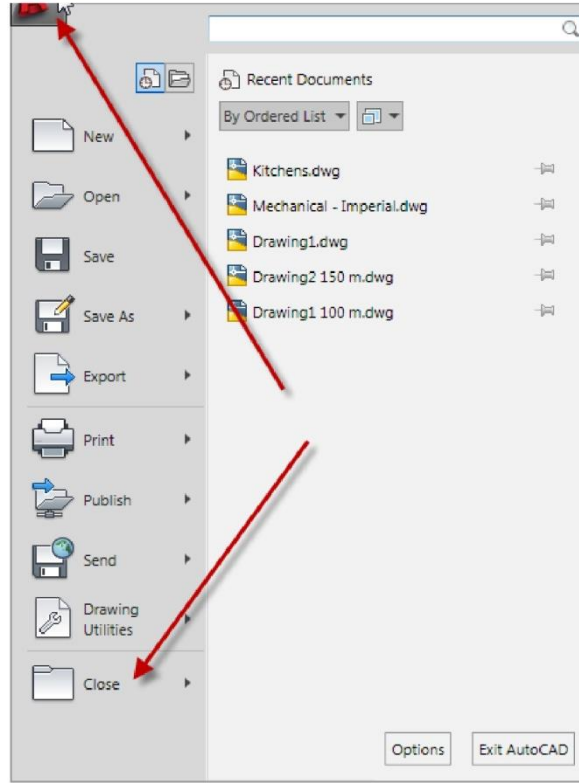 Recent Documents
By Ordered List
New
Kitchens.dwg
Mechanical - Imperial.dwg
Open
Drawing1.dwg
Save
Drawing2 150 m.dwg
Save As
Drawing1 100 m.dwg
Export
Print
Publish
Send
Drawing
Utilities
Close
Options
Exit AutoCAD